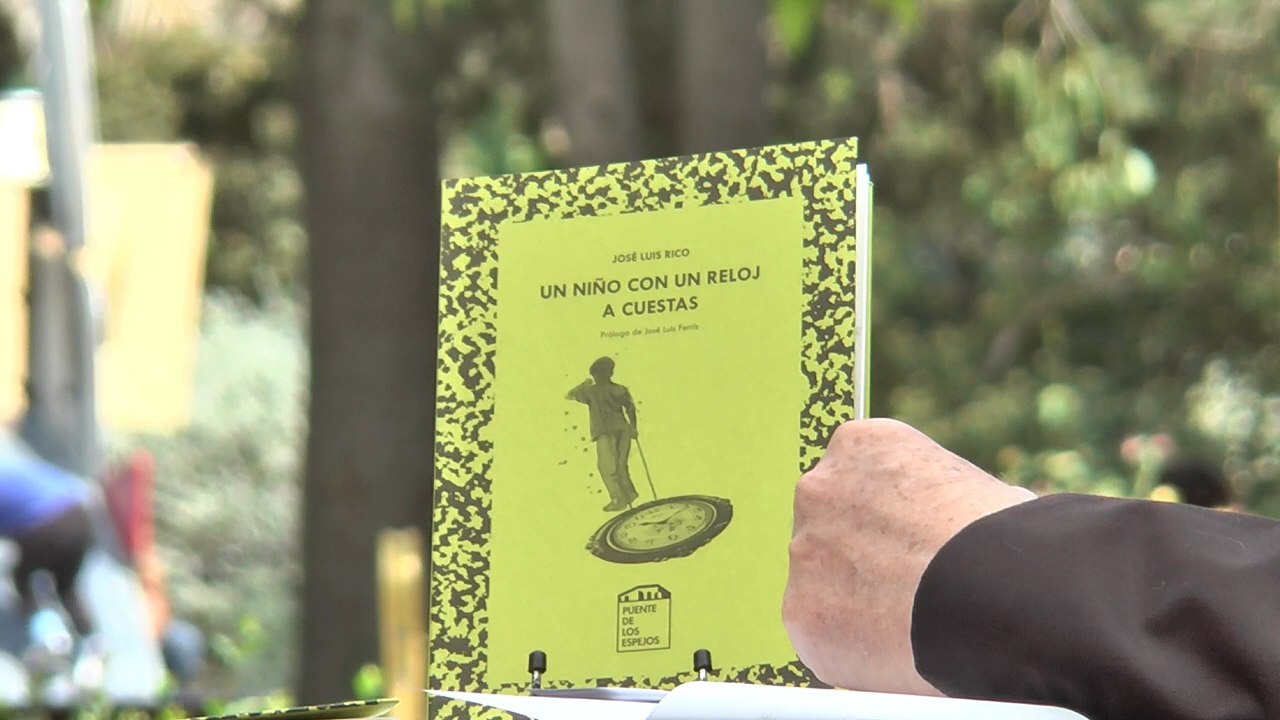 JOSÉ LUIS RICO
UN NIÑO CON UN RELOJ
A CUESTAS
Prólogo de José Luis Ferris
PUENTE
DE
LOS
ESPEJOS